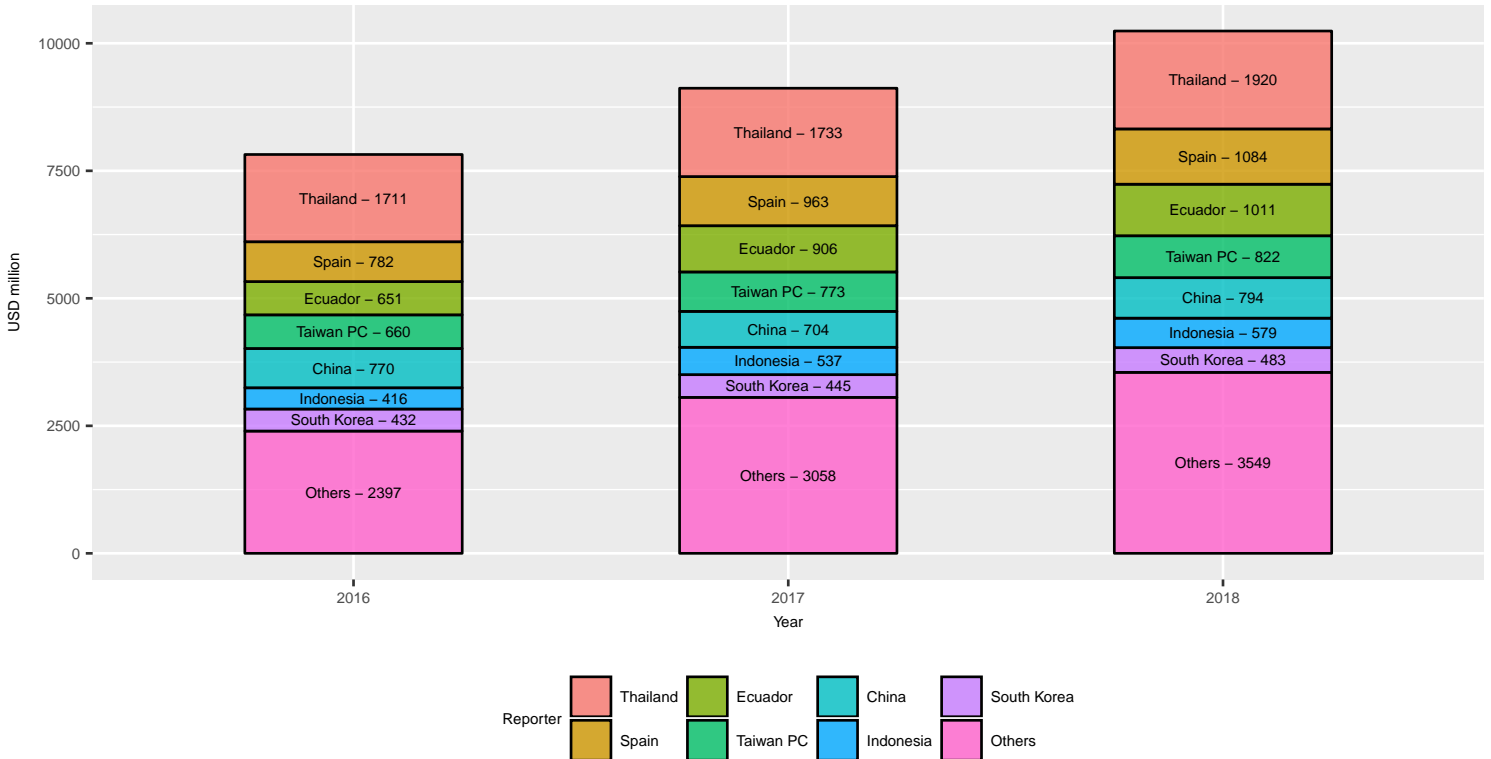 10000
7500
5000
2500
0
USD million
Thailand – 1711
Spain – 782
Ecuador – 651
Taiwan PC – 660
China – 770
Indonesia – 416
South Korea – 432
Others – 2397
Thailand – 1733
Spain – 963
Ecuador – 906
Taiwan PC – 773
China – 704
Indonesia – 537
South Korea – 445
Others – 3058
Thailand – 1920
Spain – 1084
Ecuador – 1011
Taiwan PC – 822
China – 794
Indonesia – 579
South Korea – 483
Others – 3549
2016 2017 2018
Year
Reporter
Thailand Ecuador China South Korea
Spain Taiwan PC Indonesia Others